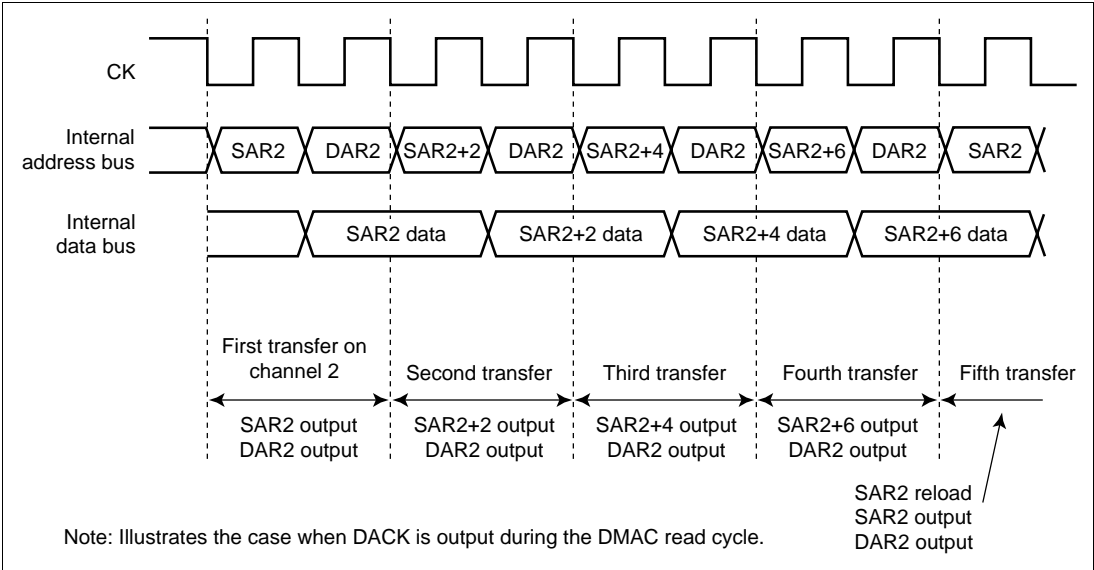 CK
Internal
address bus
SAR2 DAR2 SAR2+2 DAR2 SAR2+4 DAR2 SAR2+6 DAR2 SAR2
Internal
data bus
SAR2 data SAR2+2 data SAR2+4 data SAR2+6 data
First transfer on
channel 2
Second transfer Third transfer Fourth transfer Fifth transfer
SAR2 output SAR2+2 output SAR2+4 output SAR2+6 output
DAR2 output DAR2 output DAR2 output DAR2 output
SAR2 reload
SAR2 output
DAR2 output
Note: Illustrates the case when DACK is output during the DMAC read cycle.